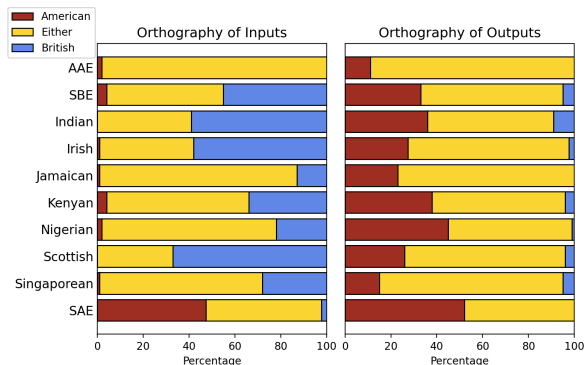 American
Either
British
Orthography of Inputs
Orthography of Outputs
AAE
SBE
Indian
Irish
Jamaican
Kenyan
Nigerian
Scottish
Singaporean
SAE
0 20 40 60 80 100
0 20 40 60 80 100
Percentage
Percentage